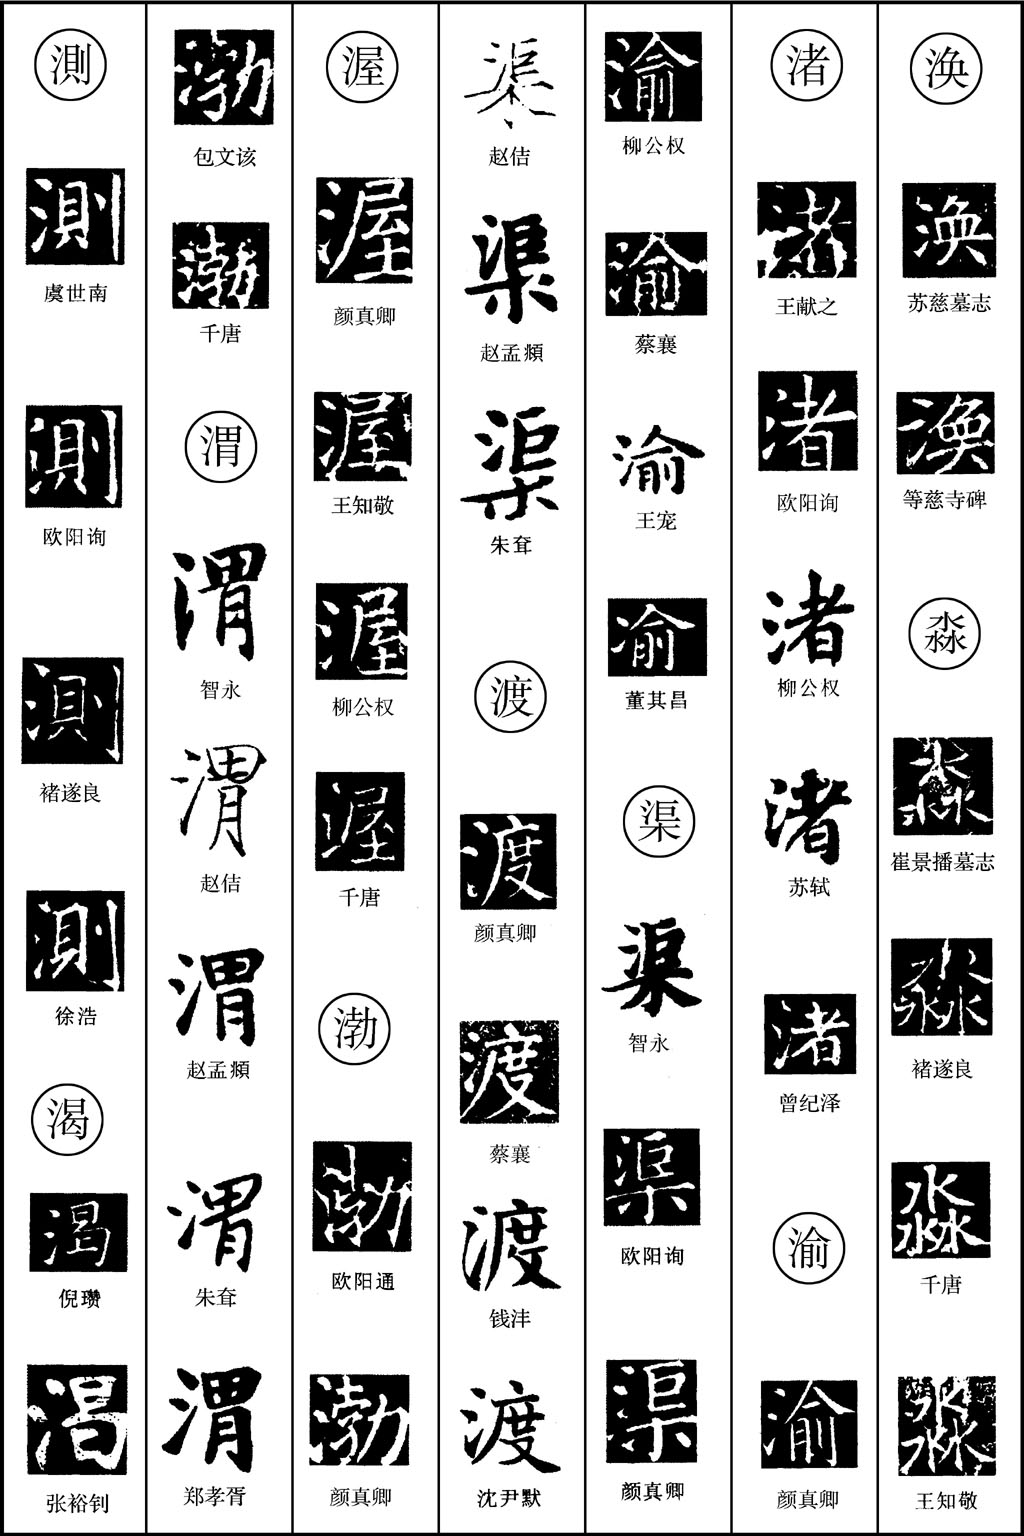 涣
涣
苏慈墓志
渙
等慈寺碑
淼
淼
崔景播墓志
淼
褚遂良
淼
千唐
淼
王知敬
渚
渚
王献之
渚
欧阳询
渚
柳公权
渚
苏轼
渚
曾纪泽
渝
渝
颜真卿
渝
柳公权
渝
蔡襄
渝
王宠
渝
董其昌
渠
渠
智永
渠
欧阳询
渠
颜真卿
渠
赵佶
渠
赵孟頫
渠
朱耷
渡
渡
颜真卿
渡
蔡襄
渡
钱沣
渡
沈尹默
渥
渥
颜真卿
渥
王知敬
渥
柳公权
渥
千唐
渤
渤
欧阳通
渤
颜真卿
渤
包文该
渤
千唐
渭
渭
智永
渭
赵佶
渭
赵孟頫
渭
朱耷
渭
郑孝胥
測
測
虞世南
測
欧阳询
測
褚遂良
測
徐浩
渴
渴
倪瓒
渴
张裕钊